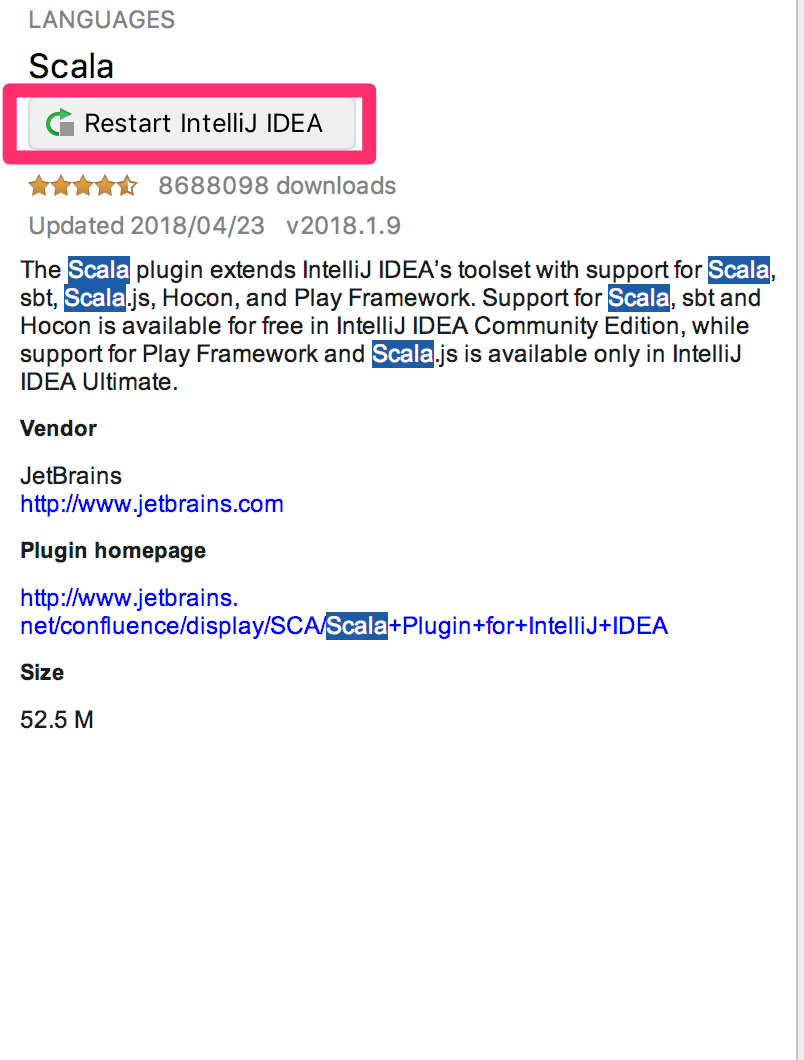 LANGUAGES
Scala
Restart IntelliJ IDEA
8688098 downloads
Updated 2018/04/23 v2018.1.9
The Scala plugin extends IntelliJ IDEA's toolset with support for Scala,
sbt, Scala.js, Hocon, and Play Framework. Support for Scala, sbt and
Hocon is available for free in IntelliJ IDEA Community Edition, while
support for Play Framework and Scala.js is available only in IntelliJ
IDEA Ultimate.
Vendor
JetBrains
http://www.jetbrains.com
Plugin homepage
http://www.jetbrains.
net/confluence/display/SCA/Scala+Plugin+for+IntelliJ+IDEA
Size
52.5 M